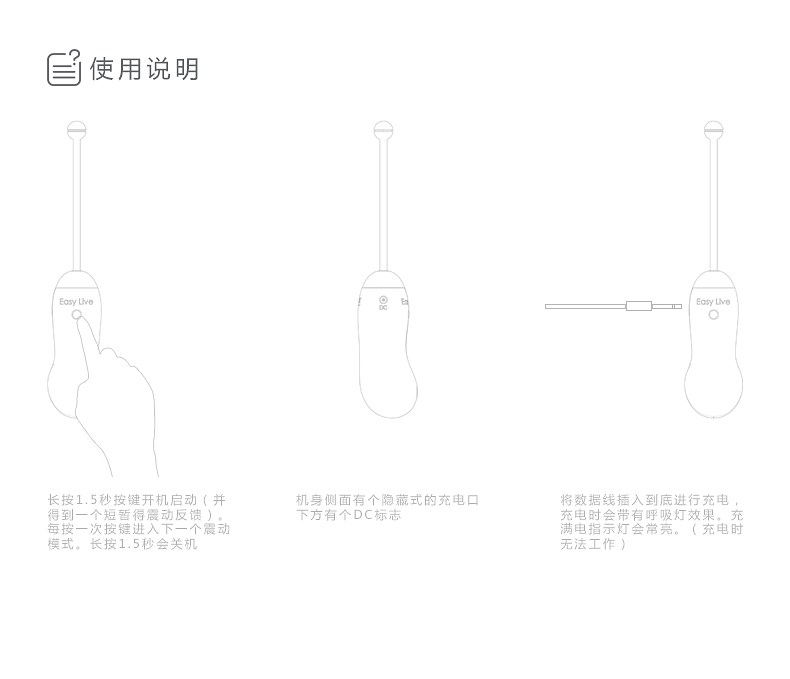 使用说明
Easy Live
DC
Easy Live
长按1.5秒按键开机启动（并
得到一个短暂得震动反馈）。
每按一次按键进入下一个震动
模式。长按1.5秒会关机
机身侧面有个隐藏式的充电口
下方有个DC标志
将数据线插入到底进行充电，
充电时会带有呼吸灯效果。充
满电指示灯会常亮。（充电时
无法工作）